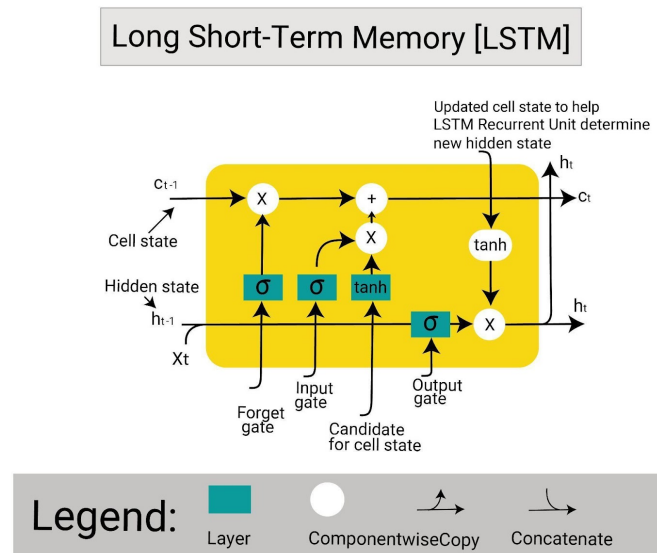 Long Short-Term Memory [LSTM]
Updated cell state to help
LSTM Recurrent Unit determine
new hidden state
ht
Ct-1
X
+
Ct
Cell state
X
tanh
Hidden state
σ
σ
tanh
ht-1
σ
X
ht
Xt
Forget
gate
Input
gate
Candidate
for cell state
Output
gate
Legend:
Layer
ComponentwiseCopy
Concatenate